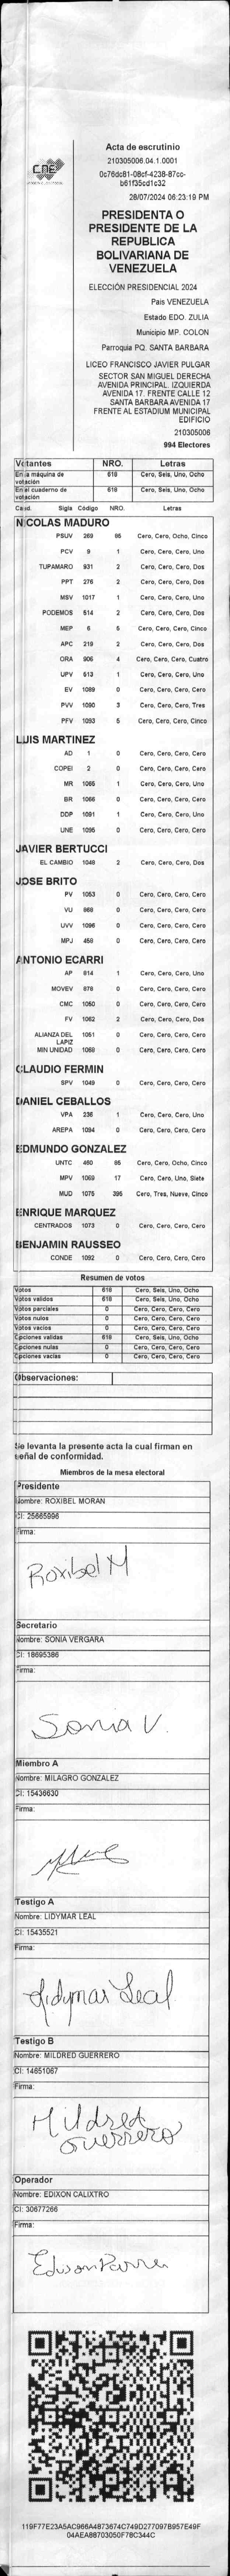 CNE
Acta de escrutinio
210305006.04.1.0001
0c76dc81-08cf-4238-87cc-
b61f35cd1c32
28/07/2024 06:23:19 PM
PRESIDENTA O
PRESIDENTE DE LA
REPUBLICA
BOLIVARIANA DE
VENEZUELA
ELECCIÓN PRESIDENCIAL 2024
Pais VENEZUELA
Estado EDO. ZULIA
Municipio MP. COLON
Parroquia PQ. SANTA BARBARA
LICEO FRANCISCO JAVIER PULGAR
SECTOR SAN MIGUEL DERECHA
AVENIDA PRINCIPAL. IZQUIERDA
AVENIDA 17. FRENTE CALLE 12
SANTA BARBARA AVENIDA 17
FRENTE AL ESTADIUM MUNICIPAL
EDIFICIO
210305006
994 Electores
Votantes NRO. Letras
En la máquina de votación 618 Cero, Seis, Uno, Ocho
En el cuaderno de votación 618 Cero, Seis, Uno, Ocho
Cand. Sigla Código NRO. Letras
NICOLAS MADURO
PSUV 269 85 Cero, Cero, Ocho, Cinco
PCV 9 1 Cero, Cero, Cero, Uno
TUPAMARO 931 2 Cero, Cero, Cero, Dos
PPT 276 2 Cero, Cero, Cero, Dos
MSV 1017 1 Cero, Cero, Cero, Uno
PODEMOS 514 2 Cero, Cero, Cero, Dos
MEP 6 5 Cero, Cero, Cero, Cinco
APC 219 2 Cero, Cero, Cero, Dos
ORA 906 4 Cero, Cero, Cero, Cuatro
UPV 513 1 Cero, Cero, Cero, Uno
EV 1089 0 Cero, Cero, Cero, Cero
PVV 1090 3 Cero, Cero, Cero, Tres
PFV 1093 5 Cero, Cero, Cero, Cinco
LUIS MARTINEZ
AD 1 0 Cero, Cero, Cero, Cero
COPEI 2 0 Cero, Cero, Cero, Cero
MR 1065 1 Cero, Cero, Cero, Uno
BR 1066 0 Cero, Cero, Cero, Cero
DDP 1091 1 Cero, Cero, Cero, Uno
UNE 1095 0 Cero, Cero, Cero, Cero
JAVIER BERTUCCI
EL CAMBIO 1048 2 Cero, Cero, Cero, Dos
JOSE BRITO
PV 1053 0 Cero, Cero, Cero, Cero
VU 868 0 Cero, Cero, Cero, Cero
UVV 1096 0 Cero, Cero, Cero, Cero
MPJ 459 0 Cero, Cero, Cero, Cero
ANTONIO ECARRI
AP 814 1 Cero, Cero, Cero, Uno
MOVEV 878 0 Cero, Cero, Cero, Cero
CMC 1050 0 Cero, Cero, Cero, Cero
FV 1062 2 Cero, Cero, Cero, Dos
ALIANZA DEL LAPIZ 1051 0 Cero, Cero, Cero, Cero
MIN UNIDAD 1068 0 Cero, Cero, Cero, Cero
CLAUDIO FERMIN
SPV 1049 0 Cero, Cero, Cero, Cero
DANIEL CEBALLOS
VPA 236 1 Cero, Cero, Cero, Uno
AREPA 1094 0 Cero, Cero, Cero, Cero
EDMUNDO GONZALEZ
UNTC 460 85 Cero, Cero, Ocho, Cinco
MPV 1069 17 Cero, Cero, Uno, Siete
MUD 1075 395 Cero, Tres, Nueve, Cinco
ENRIQUE MARQUEZ
CENTRADOS 1073 0 Cero, Cero, Cero, Cero
BENJAMIN RAUSSEO
CONDE 1092 0 Cero, Cero, Cero, Cero
Resumen de votos
Votos 618 Cero, Seis, Uno, Ocho
Votos validos 618 Cero, Seis, Uno, Ocho
Votos parciales 0 Cero, Cero, Cero, Cero
Votos nulos 0 Cero, Cero, Cero, Cero
Votos vacios 0 Cero, Cero, Cero, Cero
Opciones validas 618 Cero, Seis, Uno, Ocho
Opciones nulas 0 Cero, Cero, Cero, Cero
Opciones vacías 0 Cero, Cero, Cero, Cero
Observaciones:
Se levanta la presente acta la cual firman en
señal de conformidad.
Miembros de la mesa electoral
Presidente
Nombre: ROXIBEL MORAN
CI: 25665996
Firma:
Roxibel M
Secretario
Nombre: SONIA VERGARA
CI: 18695386
Firma:
Sonia V.
Miembro A
Nombre: MILAGRO GONZALEZ
CI: 15436630
Firma:
Testigo A
Nombre: LIDYMAR LEAL
CI: 15435521
Firma:
Lidymar Leal
Testigo B
Nombre: MILDRED GUERRERO
CI: 14651067
Firma:
Mildred
Guerrero
Operador
Nombre: EDIXON CALIXTRO
CI: 30677266
Firma:
119F77E23A5AC966A4873674C749D277097B957E49F
04AEA88703050F78C344C